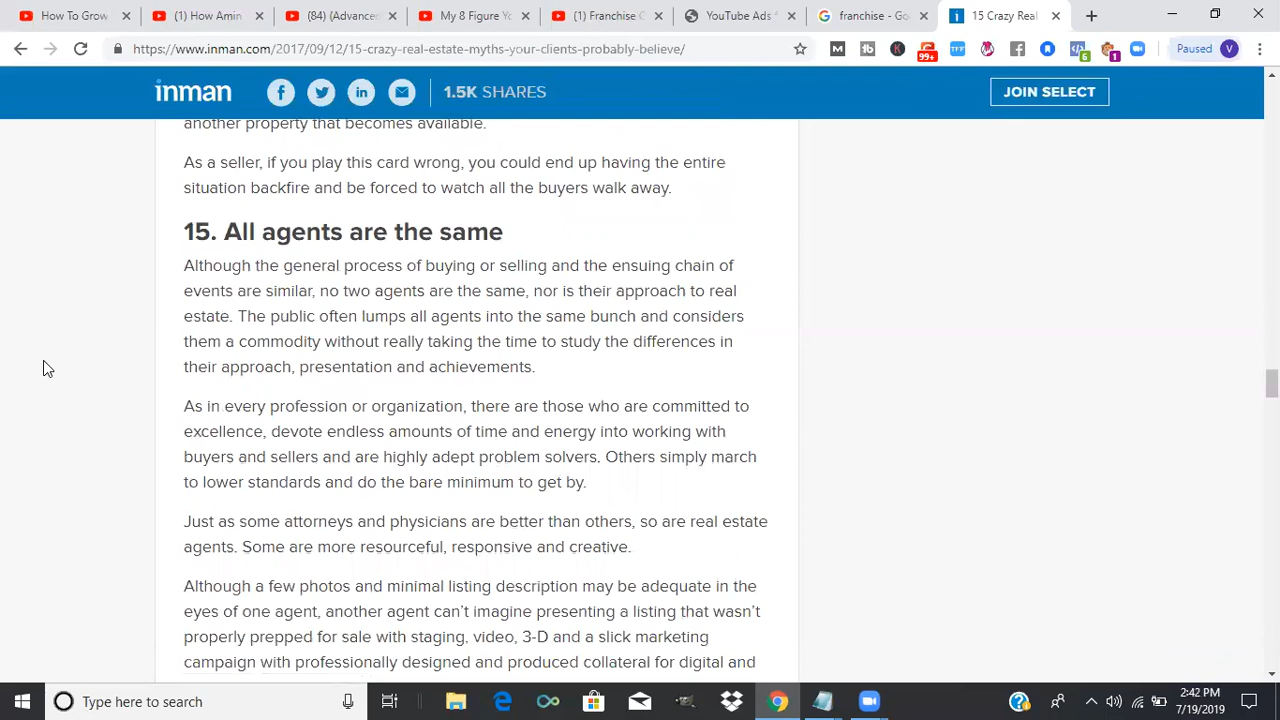 How To Grow
(1) How Amin
(84) (Advance
My 8 Figure Y
(1) Franchise C
YouTube Ads
franchise - Go
15 Crazy Real
https://www.inman.com/2017/09/12/15-crazy-real-estate-myths-your-clients-probably-believe/
99+
TFP
6
1
Paused V
inman
1.5K SHARES
JOIN SELECT
another property that becomes available.
As a seller, if you play this card wrong, you could end up having the entire
situation backfire and be forced to watch all the buyers walk away.
15. All agents are the same
Although the general process of buying or selling and the ensuing chain of
events are similar, no two agents are the same, nor is their approach to real
estate. The public often lumps all agents into the same bunch and considers
them a commodity without really taking the time to study the differences in
their approach, presentation and achievements.
As in every profession or organization, there are those who are committed to
excellence, devote endless amounts of time and energy into working with
buyers and sellers and are highly adept problem solvers. Others simply march
to lower standards and do the bare minimum to get by.
Just as some attorneys and physicians are better than others, so are real estate
agents. Some are more resourceful, responsive and creative.
Although a few photos and minimal listing description may be adequate in the
eyes of one agent, another agent can't imagine presenting a listing that wasn't
properly prepped for sale with staging, video, 3-D and a slick marketing
campaign with professionally designed and produced collateral for digital and
Type here to search
2:42 PM
7/19/2019